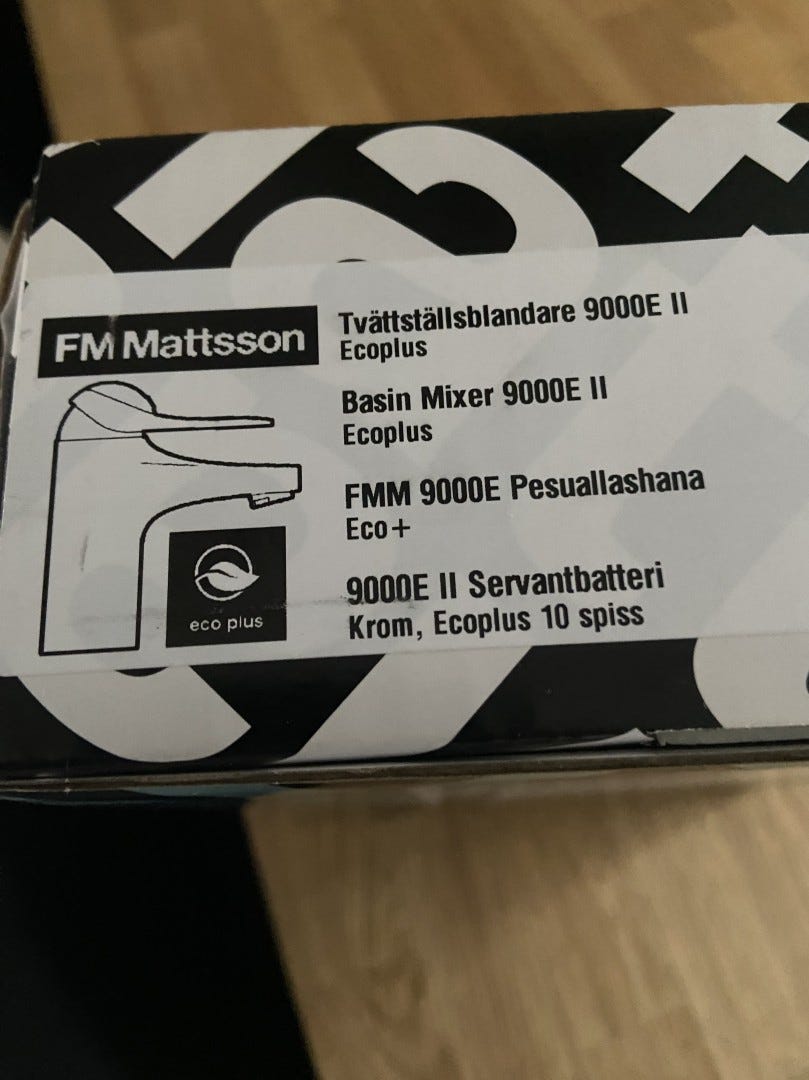 FM Mattsson
Tvättställsblandare 9000E II
Ecoplus
Basin Mixer 9000E II
Ecoplus
FMM 9000E Pesuallashana
Eco+
9000E II Servantbatteri
Krom, Ecoplus 10 spiss
eco plus